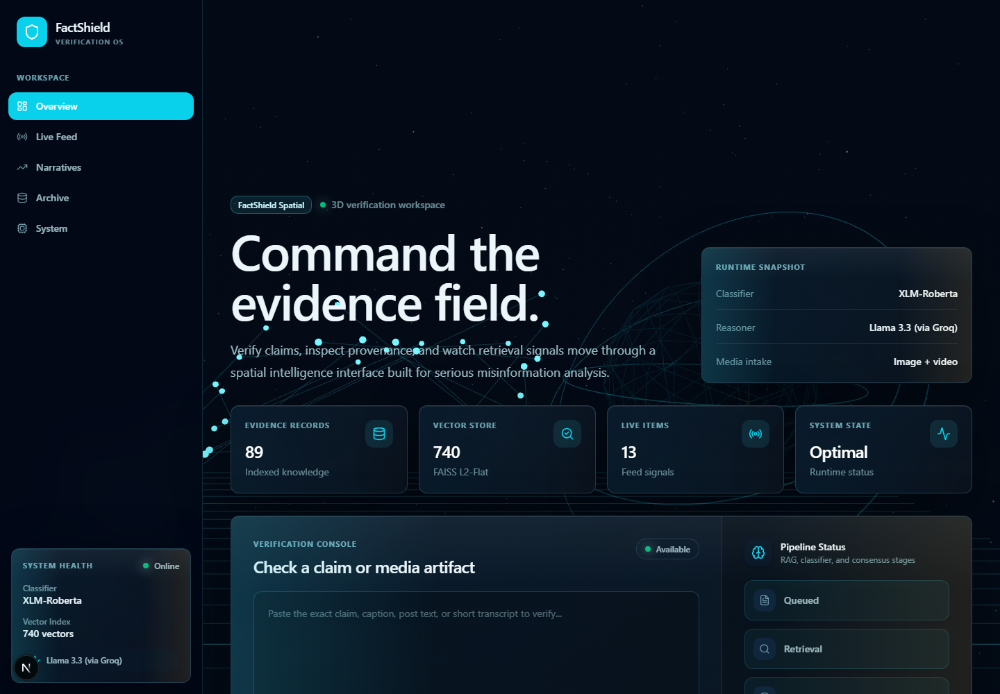 FactShield
VERIFICATION OS
WORKSPACE
Overview
Live Feed
Narratives
Archive
System
SYSTEM HEALTH
Online
Classifier
XLM-Roberta
Vector Index
740 vectors
Llama 3.3 (via Groq)
N
FactShield Spatial
3D verification workspace
Command the
evidence field.
Verify claims, inspect provenance, and watch retrieval signals move through a
spatial intelligence interface built for serious misinformation analysis.
RUNTIME SNAPSHOT
Classifier XLM-Roberta
Reasoner Llama 3.3 (via Groq)
Media intake Image + video
EVIDENCE RECORDS
89
Indexed knowledge
VECTOR STORE
740
FAISS L2-Flat
LIVE ITEMS
13
Feed signals
SYSTEM STATE
Optimal
Runtime status
VERIFICATION CONSOLE
Check a claim or media artifact
Available
Paste the exact claim, caption, post text, or short transcript to verify...
Pipeline Status
RAG, classifier, and consensus stages
Queued
Retrieval